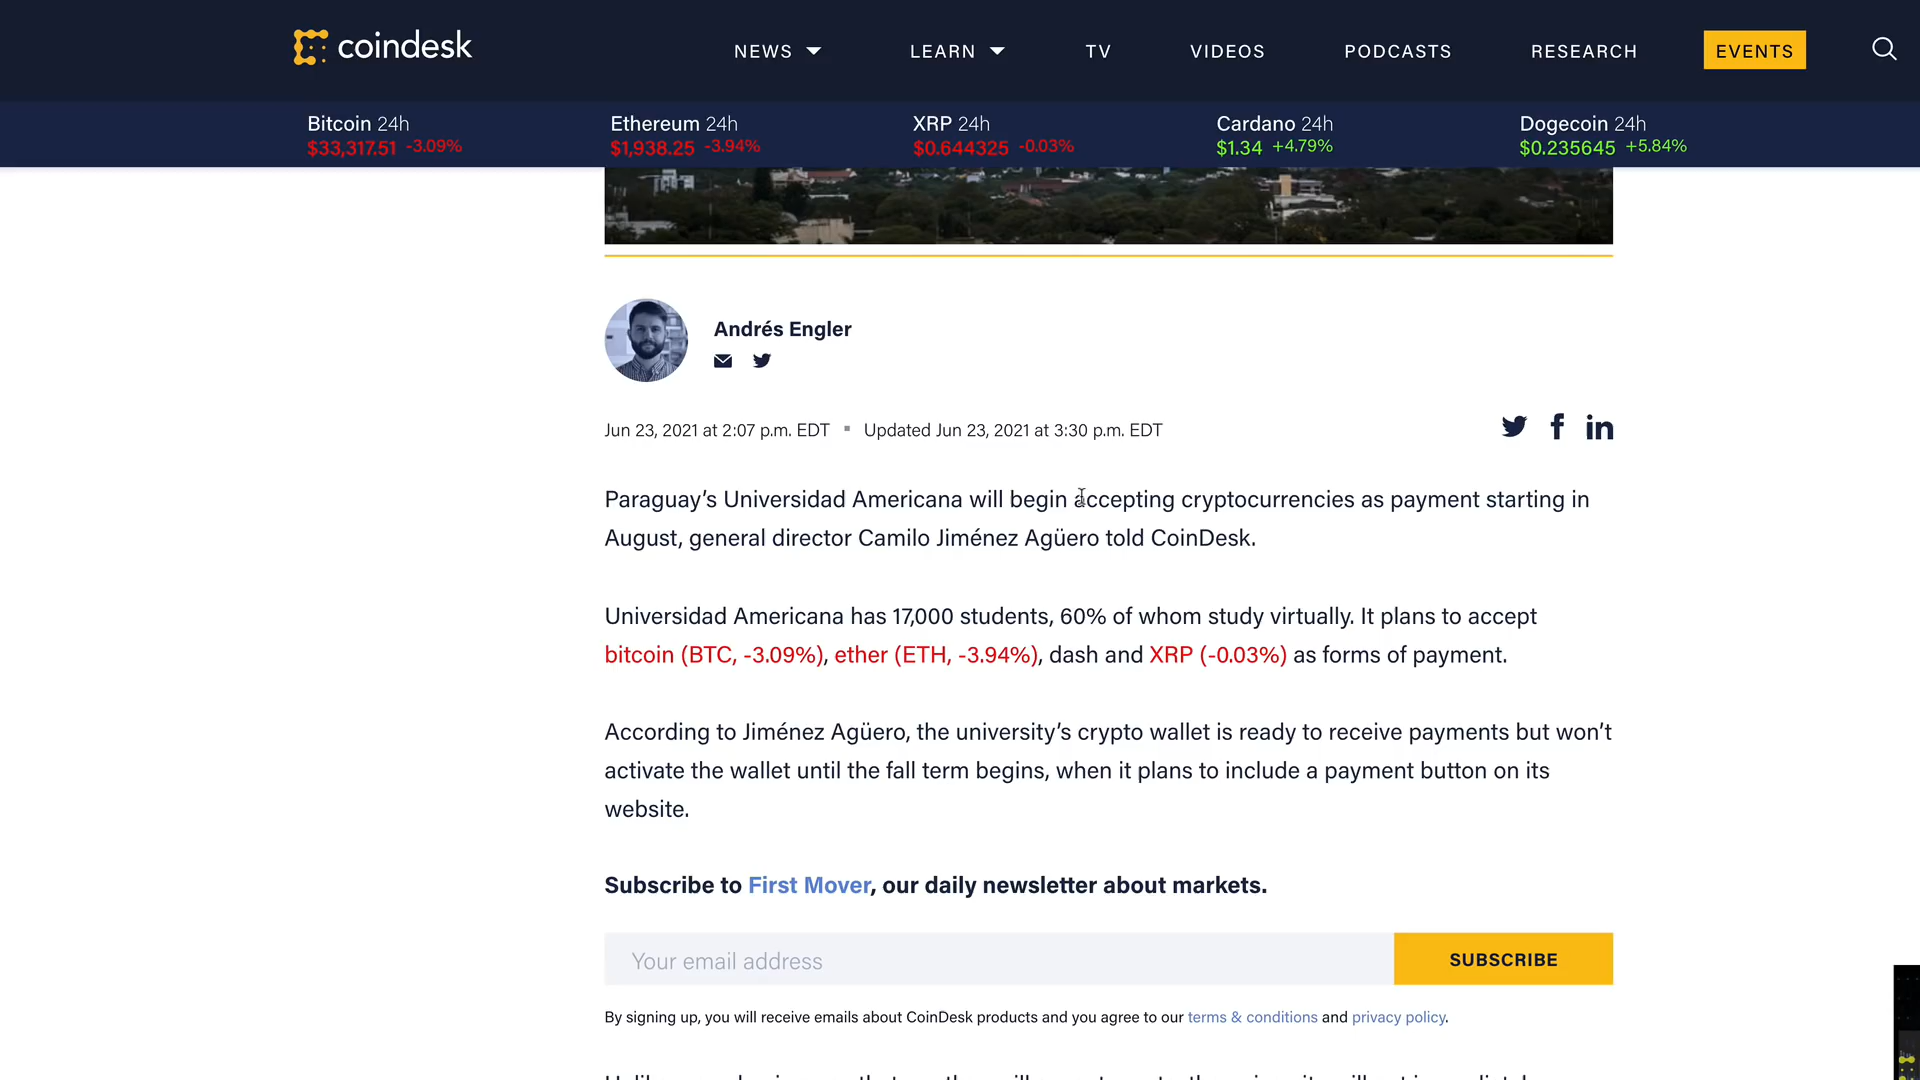 coindesk
NEWS
LEARN
TV
VIDEOS
PODCASTS
RESEARCH
EVENTS
Bitcoin 24h
$33,317.51 -3.09%
Ethereum 24h
$1,938.25 -3.94%
XRP 24h
$0.644325 -0.03%
Cardano 24h
$1.34 +4.79%
Dogecoin 24h
$0.235645 +5.84%
Andrés Engler
Jun 23, 2021 at 2:07 p.m. EDT ▪ Updated Jun 23, 2021 at 3:30 p.m. EDT
Paraguay’s Universidad Americana will begin accepting cryptocurrencies as payment starting in
August, general director Camilo Jiménez Agüero told CoinDesk.
Universidad Americana has 17,000 students, 60% of whom study virtually. It plans to accept
bitcoin (BTC, -3.09%), ether (ETH, -3.94%), dash and XRP (-0.03%) as forms of payment.
According to Jiménez Agüero, the university’s crypto wallet is ready to receive payments but won’t
activate the wallet until the fall term begins, when it plans to include a payment button on its
website.
Subscribe to First Mover, our daily newsletter about markets.
Your email address
SUBSCRIBE
By signing up, you will receive emails about CoinDesk products and you agree to our terms & conditions and privacy policy.